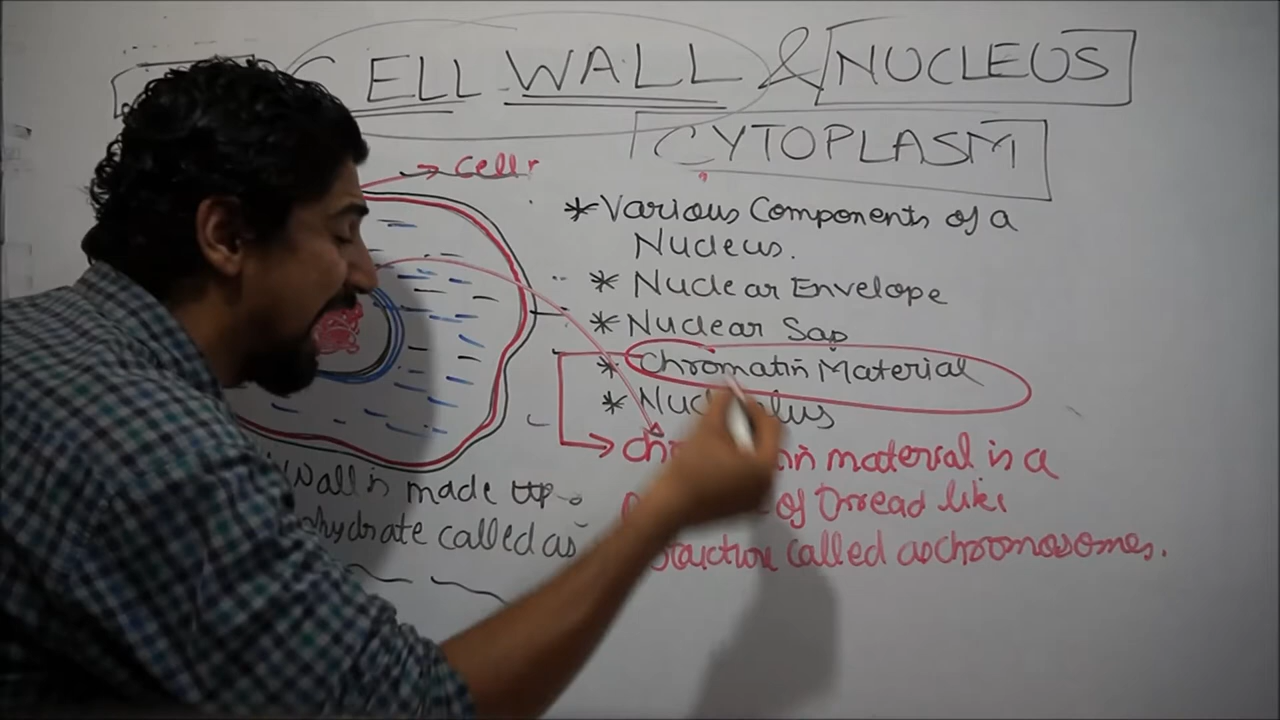 CELL WALL & NUCLEUS
CYTOPLASM
Cell
* Various Components of a
Nucleus.
* Nuclear Envelope
* Nuclear Sap
* Chromatin Material
*
material is a
of Thread like
called as chromosomes.
Wall is made up
called as